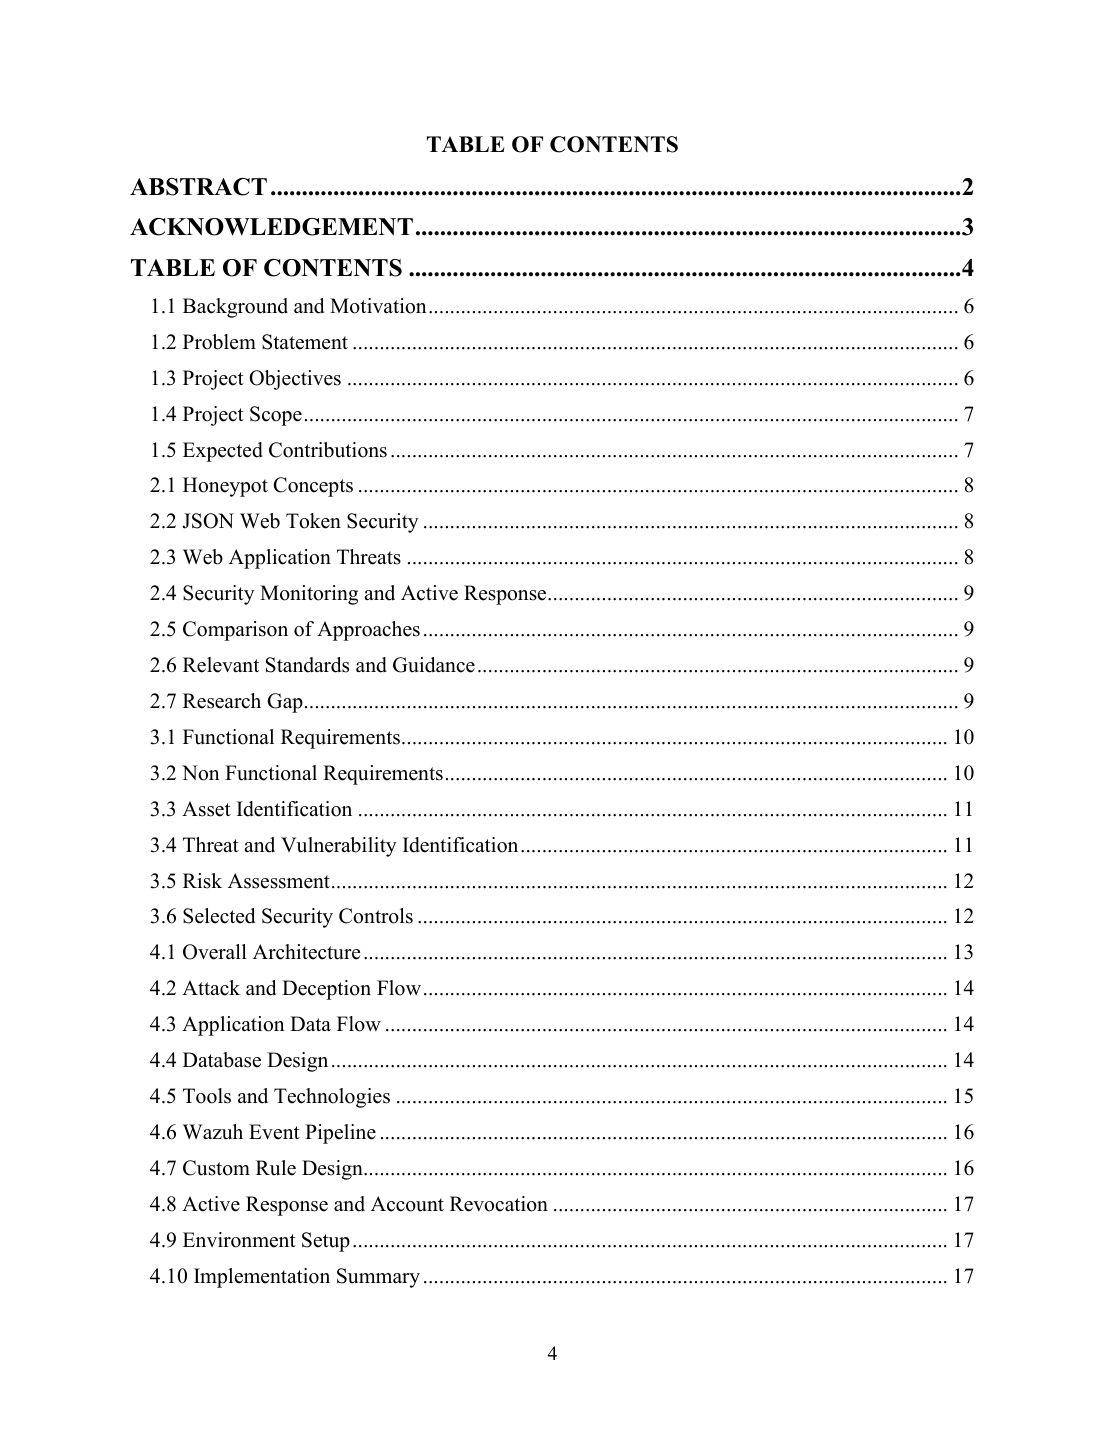 TABLE OF CONTENTS
ABSTRACT..............................................................................................................2
ACKNOWLEDGEMENT.......................................................................................3
TABLE OF CONTENTS ........................................................................................4
1.1 Background and Motivation.................................................................................................. 6
1.2 Problem Statement ................................................................................................................ 6
1.3 Project Objectives ................................................................................................................. 6
1.4 Project Scope......................................................................................................................... 7
1.5 Expected Contributions ......................................................................................................... 7
2.1 Honeypot Concepts ............................................................................................................... 8
2.2 JSON Web Token Security ................................................................................................... 8
2.3 Web Application Threats ...................................................................................................... 8
2.4 Security Monitoring and Active Response............................................................................ 9
2.5 Comparison of Approaches................................................................................................... 9
2.6 Relevant Standards and Guidance......................................................................................... 9
2.7 Research Gap......................................................................................................................... 9
3.1 Functional Requirements..................................................................................................... 10
3.2 Non Functional Requirements............................................................................................. 10
3.3 Asset Identification ............................................................................................................. 11
3.4 Threat and Vulnerability Identification............................................................................... 11
3.5 Risk Assessment.................................................................................................................. 12
3.6 Selected Security Controls .................................................................................................. 12
4.1 Overall Architecture............................................................................................................ 13
4.2 Attack and Deception Flow................................................................................................. 14
4.3 Application Data Flow ........................................................................................................ 14
4.4 Database Design.................................................................................................................. 14
4.5 Tools and Technologies ...................................................................................................... 15
4.6 Wazuh Event Pipeline ......................................................................................................... 16
4.7 Custom Rule Design............................................................................................................ 16
4.8 Active Response and Account Revocation ......................................................................... 17
4.9 Environment Setup.............................................................................................................. 17
4.10 Implementation Summary................................................................................................. 17
4